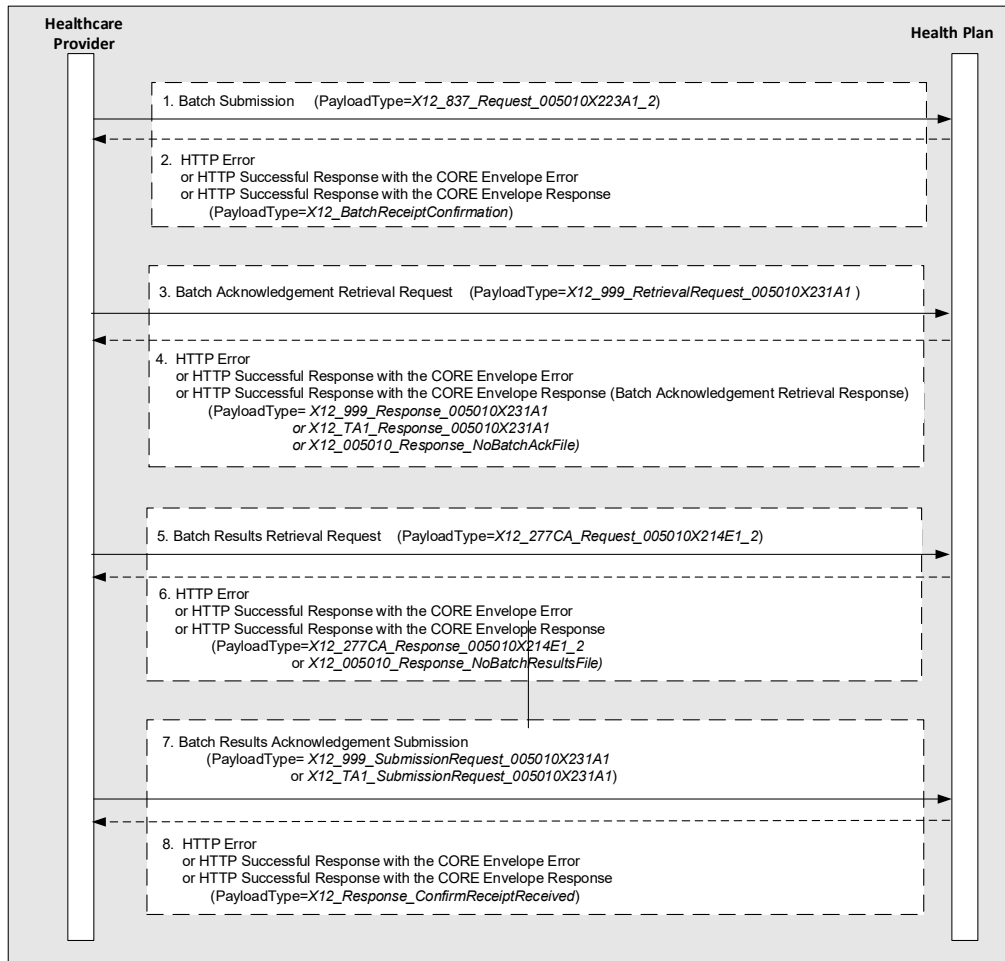 Healthcare
Provider
Health Plan
1. Batch Submission (PayloadType=X12_837_Request_005010X223A1_2)
2. HTTP Error
or HTTP Successful Response with the CORE Envelope Error
or HTTP Successful Response with the CORE Envelope Response
(PayloadType=X12_BatchReceiptConfirmation)
3. Batch Acknowledgement Retrieval Request (PayloadType=X12_999_RetrievalRequest_005010X231A1 )
4. HTTP Error
or HTTP Successful Response with the CORE Envelope Error
or HTTP Successful Response with the CORE Envelope Response (Batch Acknowledgement Retrieval Response)
(PayloadType= X12_999_Response_005010X231A1
or X12_TA1_Response_005010X231A1
or X12_005010_Response_NoBatchAckFile)
5. Batch Results Retrieval Request (PayloadType=X12_277CA_Request_005010X214E1_2)
6. HTTP Error
or HTTP Successful Response with the CORE Envelope Error
or HTTP Successful Response with the CORE Envelope Response
(PayloadType=X12_277CA_Response_005010X214E1_2
or X12_005010_Response_NoBatchResultsFile)
7. Batch Results Acknowledgement Submission
(PayloadType= X12_999_SubmissionRequest_005010X231A1
or X12_TA1_SubmissionRequest_005010X231A1)
8. HTTP Error
or HTTP Successful Response with the CORE Envelope Error
or HTTP Successful Response with the CORE Envelope Response
(PayloadType=X12_Response_ConfirmReceiptReceived)